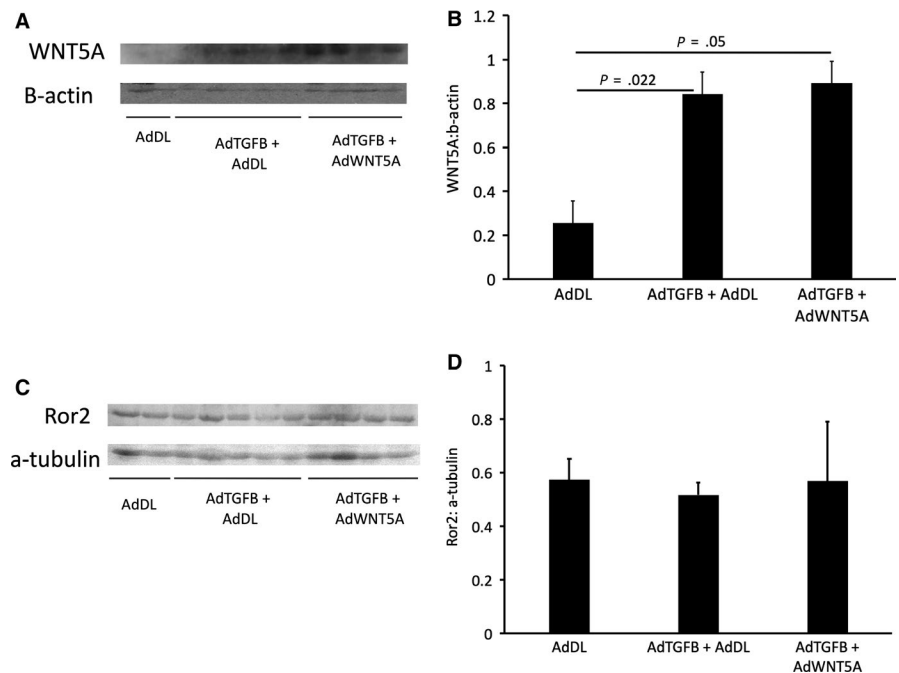 A
WNT5A
B-actin
AdDL
AdTGFB +
AdDL
AdTGFB +
AdWNT5A
B
WNT5A:b-actin
1.2
1
0.8
0.6
0.4
0.2
0
P = .05
P = .022
AdDL
AdTGFB + AdDL
AdTGFB +
AdWNT5A
C
Ror2
a-tubulin
AdDL
AdTGFB +
AdDL
AdTGFB +
AdWNT5A
D
Ror2: a-tubulin
1
0.8
0.6
0.4
0.2
0
AdDL
AdTGFB + AdDL
AdTGFB +
AdWNT5A